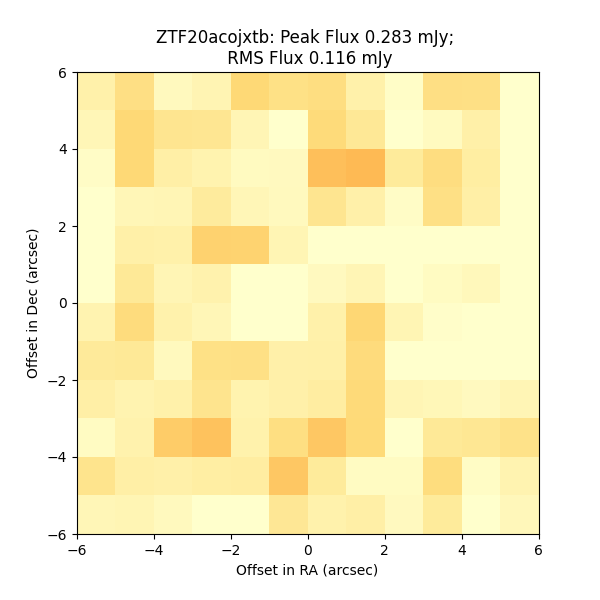 ZTF20acojxtb: Peak Flux 0.283 mJy;
RMS Flux 0.116 mJy
6
4
2
0
−2
−4
−6
Offset in Dec (arcsec)
−6 −4 −2 0 2 4 6
Offset in RA (arcsec)